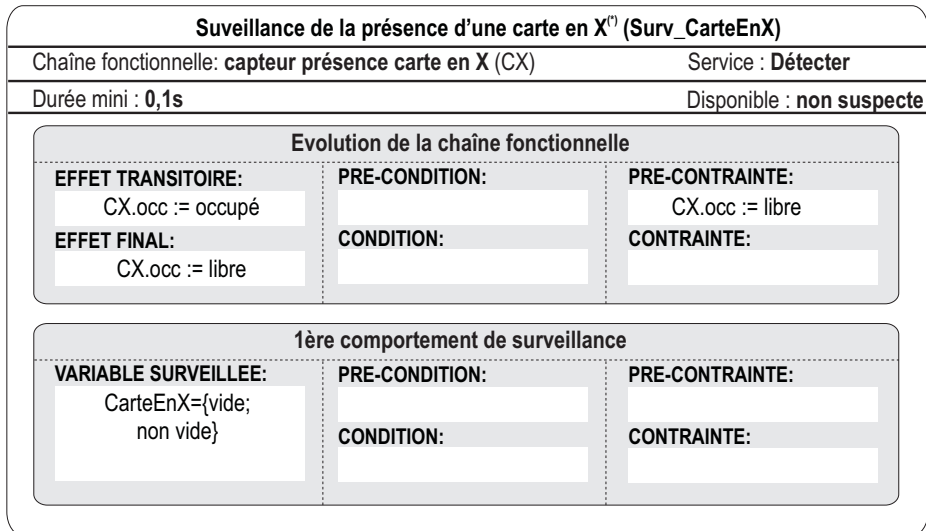 Suveillance de la présence d'une carte en X(*) (Surv_CarteEnX)
Chaîne fonctionnelle: capteur présence carte en X (CX) Service : Détecter
Durée mini : 0,1s Disponible : non suspecte
Evolution de la chaîne fonctionnelle
EFFET TRANSITOIRE: PRE-CONDITION: PRE-CONTRAINTE:
CX.occ := occupé CX.occ := libre
EFFET FINAL: CONDITION: CONTRAINTE:
CX.occ := libre
1ère comportement de surveillance
VARIABLE SURVEILLEE: PRE-CONDITION: PRE-CONTRAINTE:
CarteEnX={vide;
non vide}
CONDITION: CONTRAINTE: